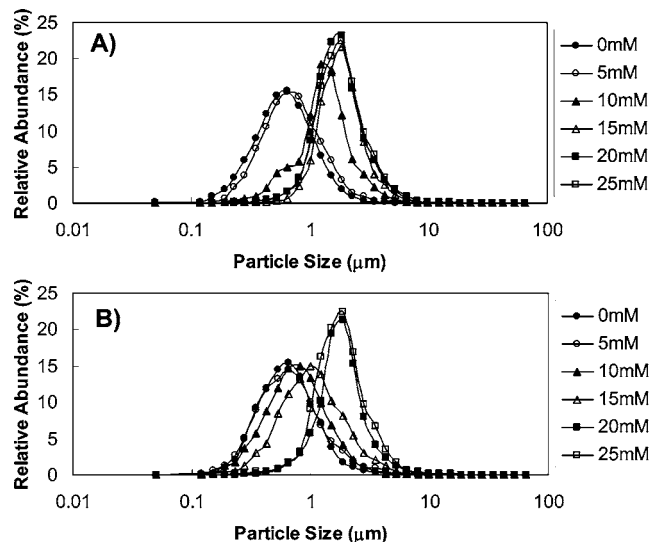 A)
Relative Abundance (%)
25
20
15
10
5
0
0.01
0.1
1
10
100
Particle Size (μm)
0mM
5mM
10mM
15mM
20mM
25mM
B)
Relative Abundance (%)
25
20
15
10
5
0
0.01
0.1
1
10
100
Particle Size (μm)
0mM
5mM
10mM
15mM
20mM
25mM